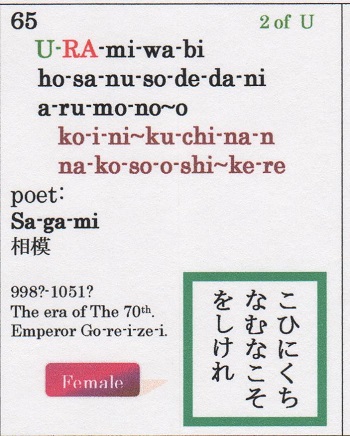 65
2 of U
U-RA-mi-wa-bi
ho-sa-nu-so-de-da-ni
a-ru-mo-no~o
ko-i-ni~ku-chi-na-n
na-ko-so-o-shi~ke-re
poet:
Sa-ga-mi
相模
998?-1051?
The era of The 70th.
Emperor Go-re-i-ze-i.
Female
こひにくち
なむなこそ
をしけれ